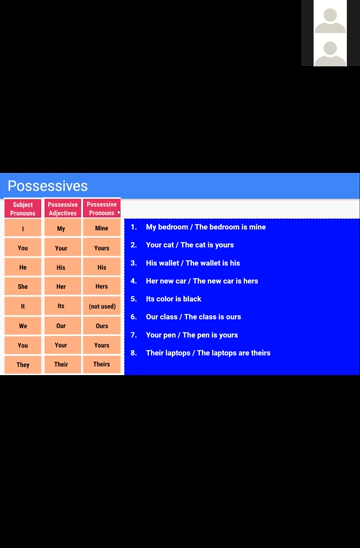 Possessives
Subject Pronouns Possessive Adjectives Possessive Pronouns
I My Mine
You Your Yours
He His His
She Her Hers
It Its (not used)
We Our Ours
You Your Yours
They Their Theirs
1. My bedroom / The bedroom is mine
2. Your cat / The cat is yours
3. His wallet / The wallet is his
4. Her new car / The new car is hers
5. Its color is black
6. Our class / The class is ours
7. Your pen / The pen is yours
8. Their laptops / The laptops are theirs